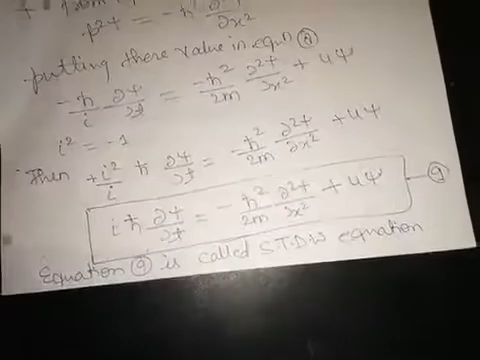 p²ψ = -ħ² ∂²ψ/∂x²
putting there value in eqn (8)
-ħ/i ∂ψ/∂t = -ħ²/2m ∂²ψ/∂x² + uψ
i² = -1
Then +i²/i ħ ∂ψ/∂t = -ħ²/2m ∂²ψ/∂x² + uψ
iħ ∂ψ/∂t = -ħ²/2m ∂²ψ/∂x² + uψ — (9)
Equation (9) is called S.T.D.W equation